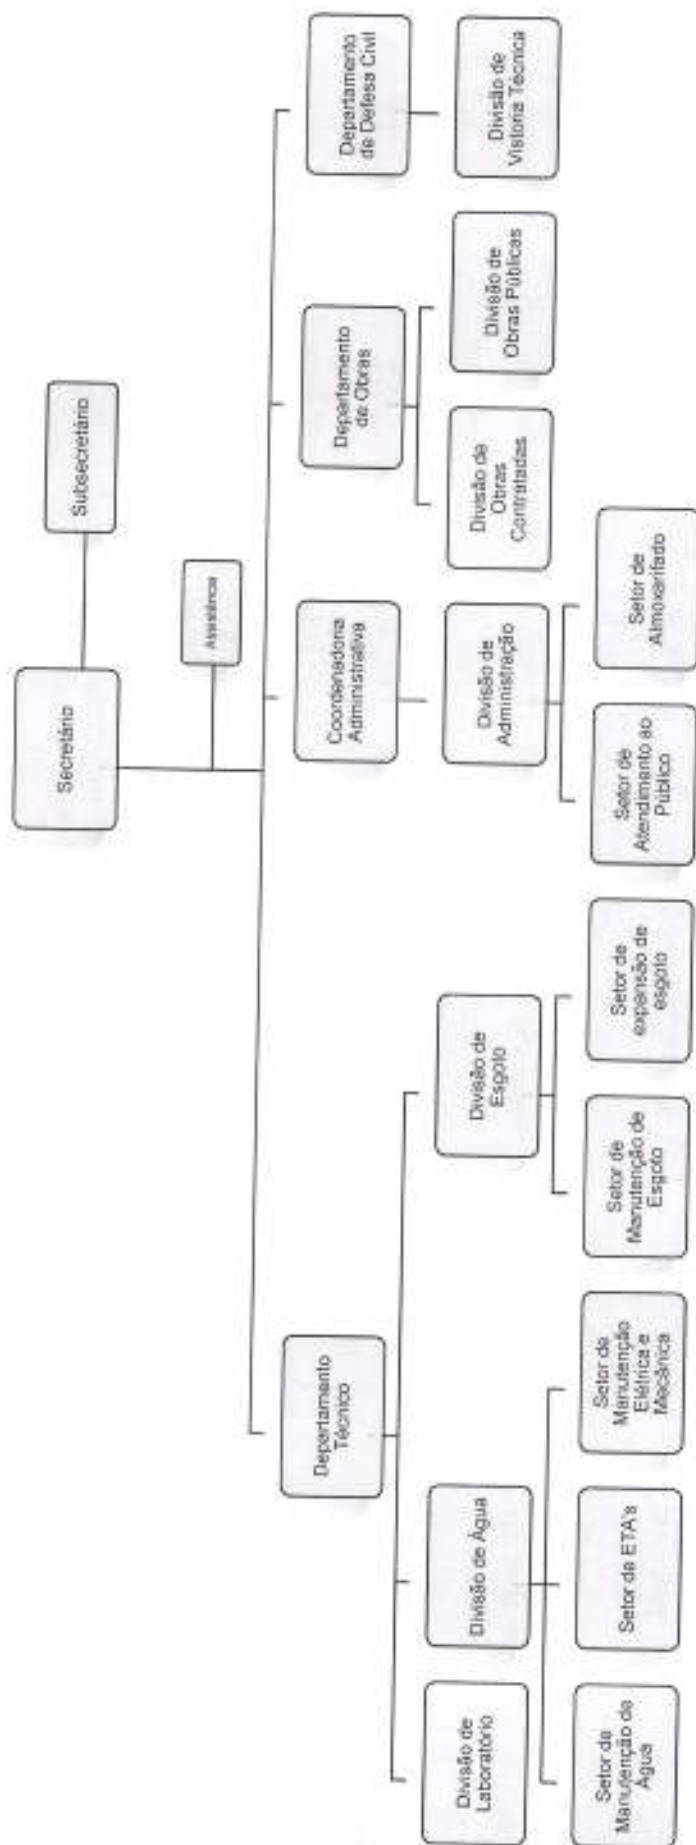 Secretário
Subsecretário
Assistência
Departamento
Técnico
Coordenadoria
Administrativa
Departamento
de Obras
Departamento
de Defesa Civil
Divisão de
Laboratório
Divisão de Água
Divisão de
Esgoto
Divisão de
Administração
Divisão de
Obras
Contratadas
Divisão de
Obras Públicas
Divisão de
Vistoria Técnica
Setor de
Manutenção de
Água
Setor de ETA's
Setor de
Manutenção
Elétrica e
Mecânica
Setor de
Manutenção de
Esgoto
Setor de
expansão de
esgoto
Setor de
Atendimento ao
Público
Setor de
Almoxarifado